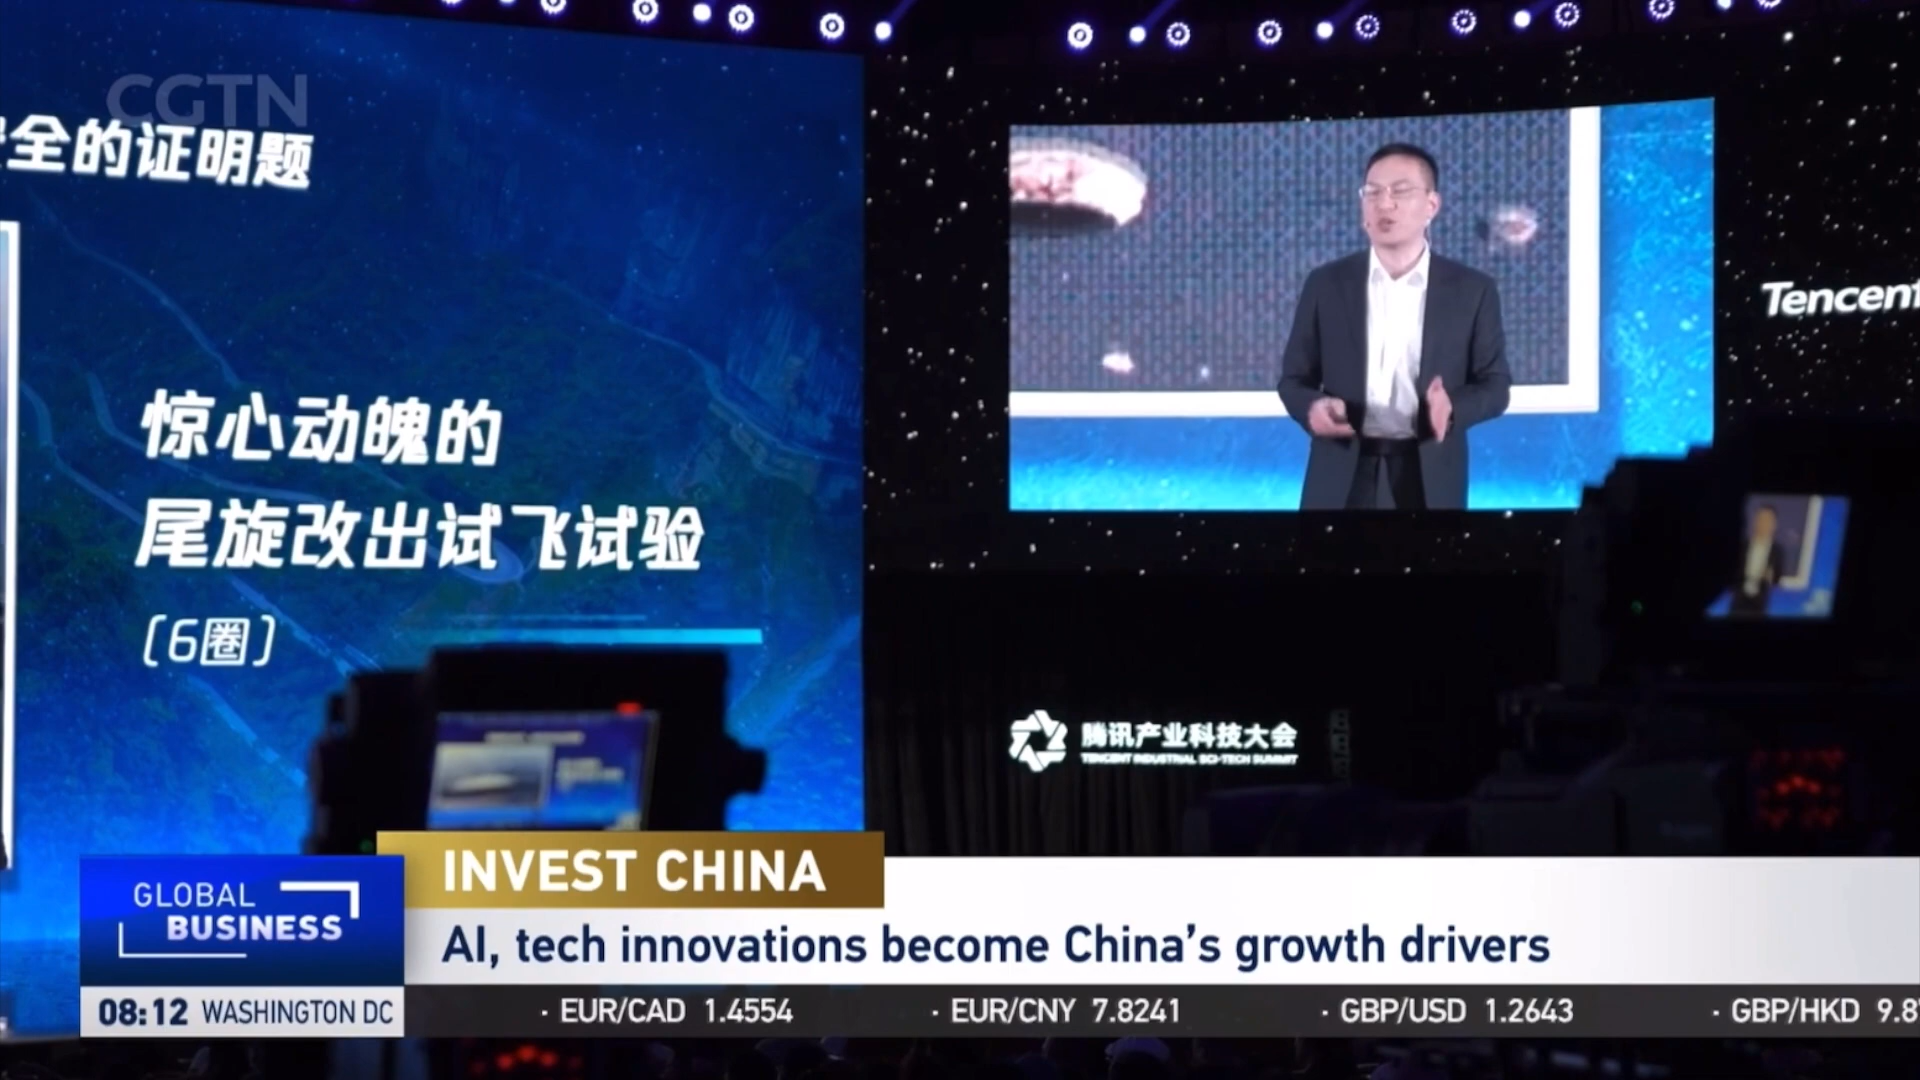 CGTN
全的证明题
惊心动魄的
尾旋改出试飞试验
（6圈）
Tencent
腾讯产业科技大会
TENCENT INDUSTRIAL SCI-TECH SUMMIT
INVEST CHINA
GLOBAL
BUSINESS
AI, tech innovations become China’s growth drivers
08:12 WASHINGTON DC
· EUR/CAD 1.4554 · EUR/CNY 7.8241 · GBP/USD 1.2643 · GBP/HKD 9.8